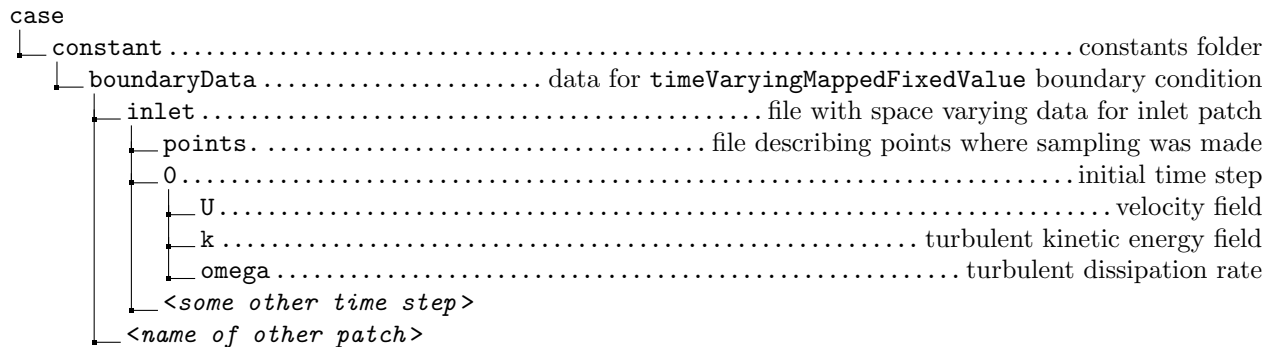 case
constant ........ constants folder
boundaryData ........ data for timeVaryingMappedFixedValue boundary condition
inlet ........ file with space varying data for inlet patch
points. ........ file describing points where sampling was made
0 ........ initial time step
U ........ velocity field
k ........ turbulent kinetic energy field
omega ........ turbulent dissipation rate
<some other time step>
<name of other patch>